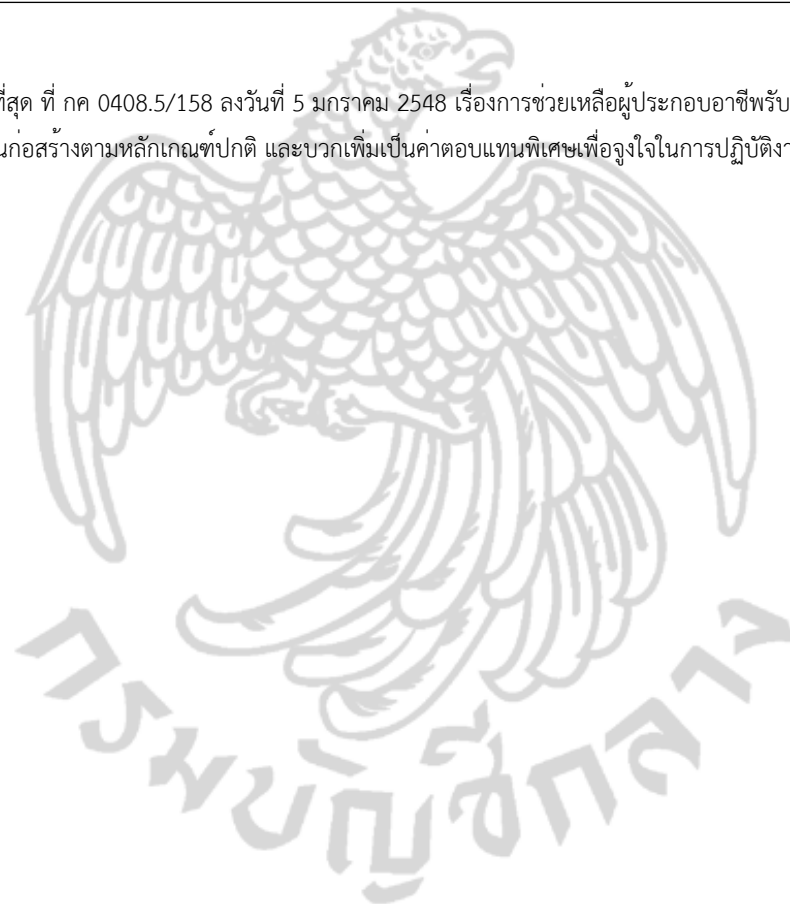 ที่สุด ที่ กค 0408.5/158 ลงวันที่ 5 มกราคม 2548 เรื่องการช่วยเหลือผู้ประกอบอาชีพรับ
นก่อสร้างตามหลักเกณฑ์ปกติ และบวกเพิ่มเป็นค่าตอบแทนพิเศษเพื่อจูงใจในการปฏิบัติงา
กรมบัญชีกลาง